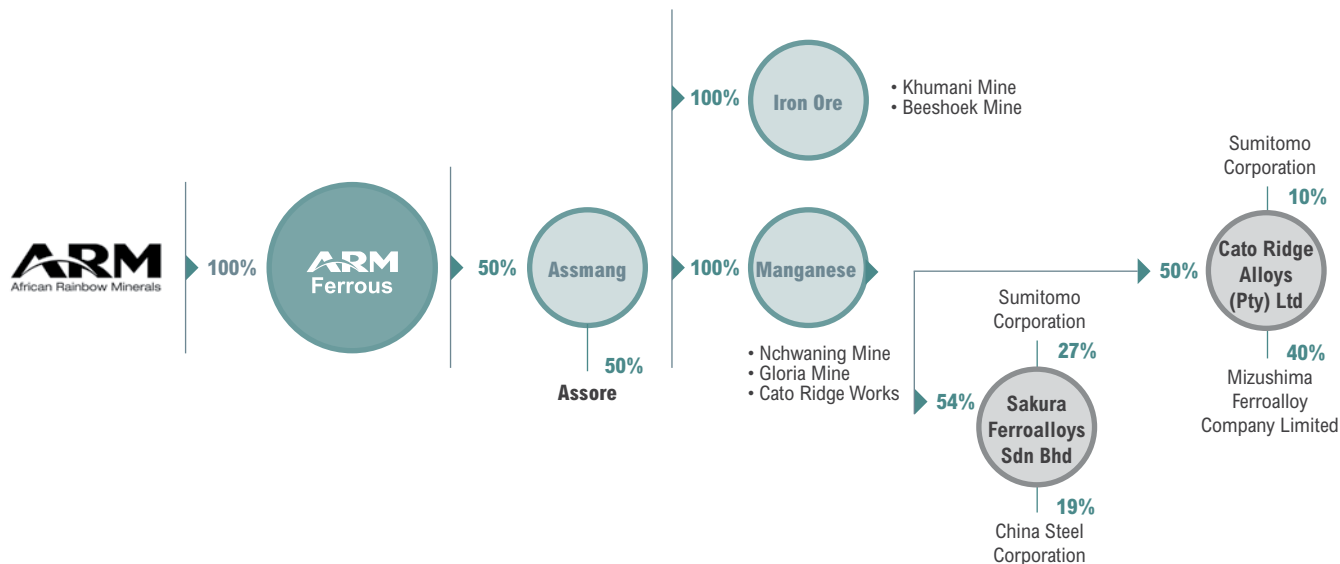 ARM
African Rainbow Minerals
100%
ARM
Ferrous
50%
Assmang
50%
Assore
100%
Iron Ore
• Khumani Mine
• Beeshoek Mine
100%
Manganese
• Nchwaning Mine
• Gloria Mine
• Cato Ridge Works
54%
Sumitomo
Corporation
27%
Sakura
Ferroalloys
Sdn Bhd
19%
China Steel
Corporation
50%
Sumitomo
Corporation
10%
Cato Ridge
Alloys
(Pty) Ltd
40%
Mizushima
Ferroalloy
Company Limited